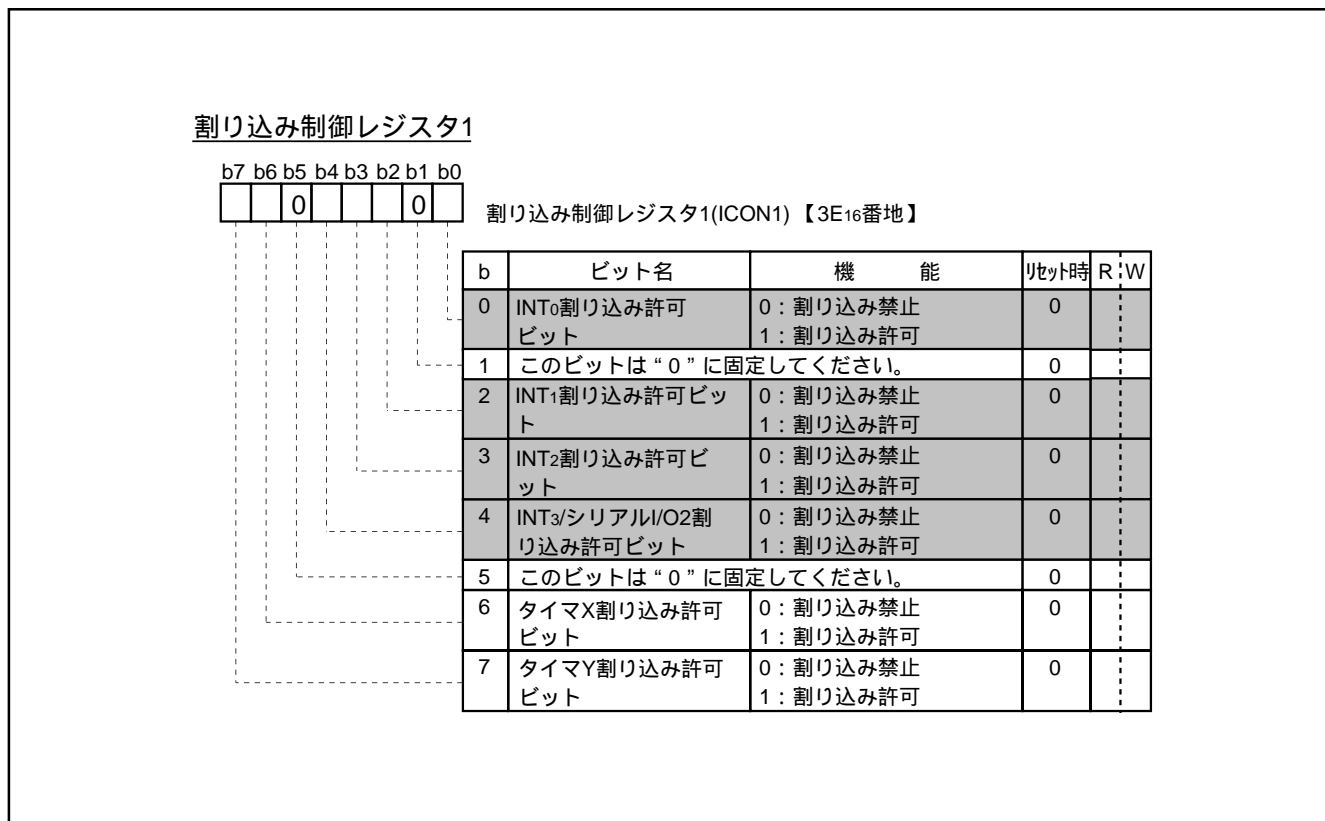 割り込み制御レジスタ1
b7 b6 b5 b4 b3 b2 b1 b0
0 0
割り込み制御レジスタ1(ICON1) 【3E16番地】
b ビット名 機 能 リセット時 R W
0 INT0割り込み許可 0：割り込み禁止 0
ビット 1：割り込み許可
1 このビットは“0”に固定してください。 0
2 INT1割り込み許可ビッ 0：割り込み禁止 0
ト 1：割り込み許可
3 INT2割り込み許可ビ 0：割り込み禁止 0
ット 1：割り込み許可
4 INT3/シリアルI/O2割 0：割り込み禁止 0
り込み許可ビット 1：割り込み許可
5 このビットは“0”に固定してください。 0
6 タイマX割り込み許可 0：割り込み禁止 0
ビット 1：割り込み許可
7 タイマY割り込み許可 0：割り込み禁止 0
ビット 1：割り込み許可